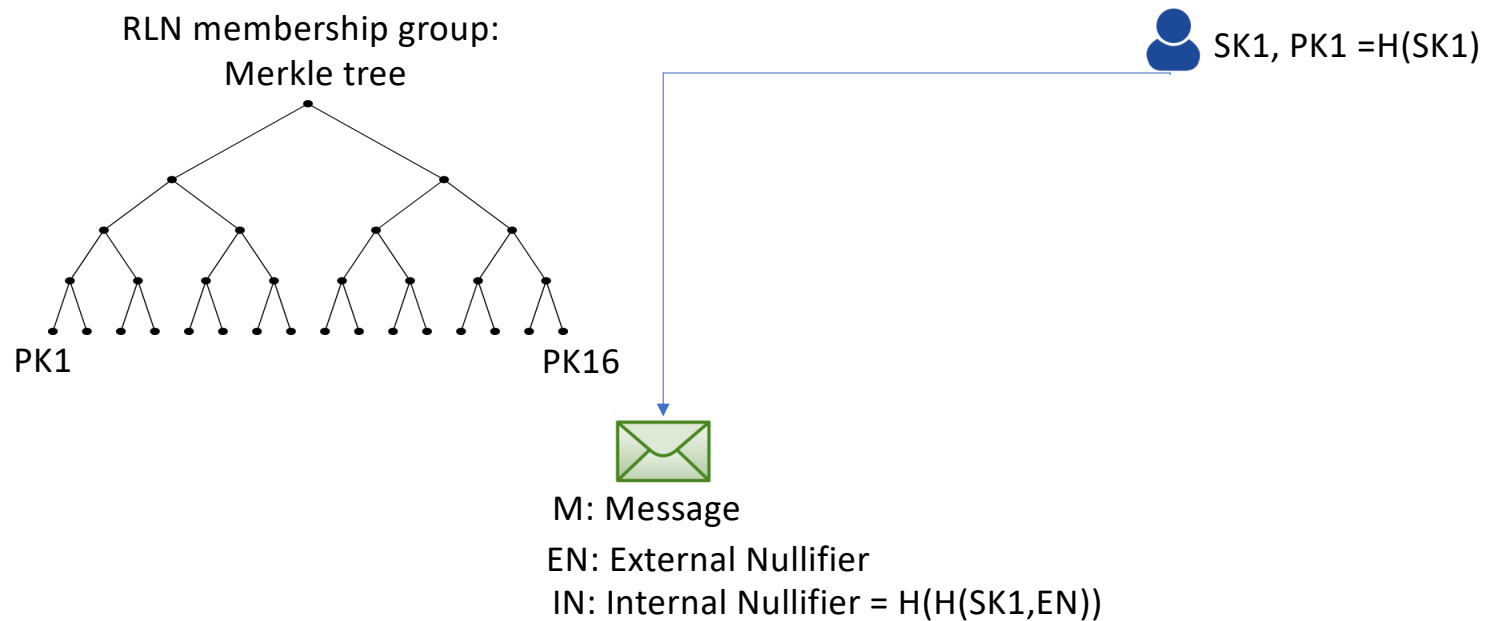 RLN membership group:
Merkle tree
SK1, PK1 =H(SK1)
PK1
PK16
M: Message
EN: External Nullifier
IN: Internal Nullifier = H(H(SK1,EN))